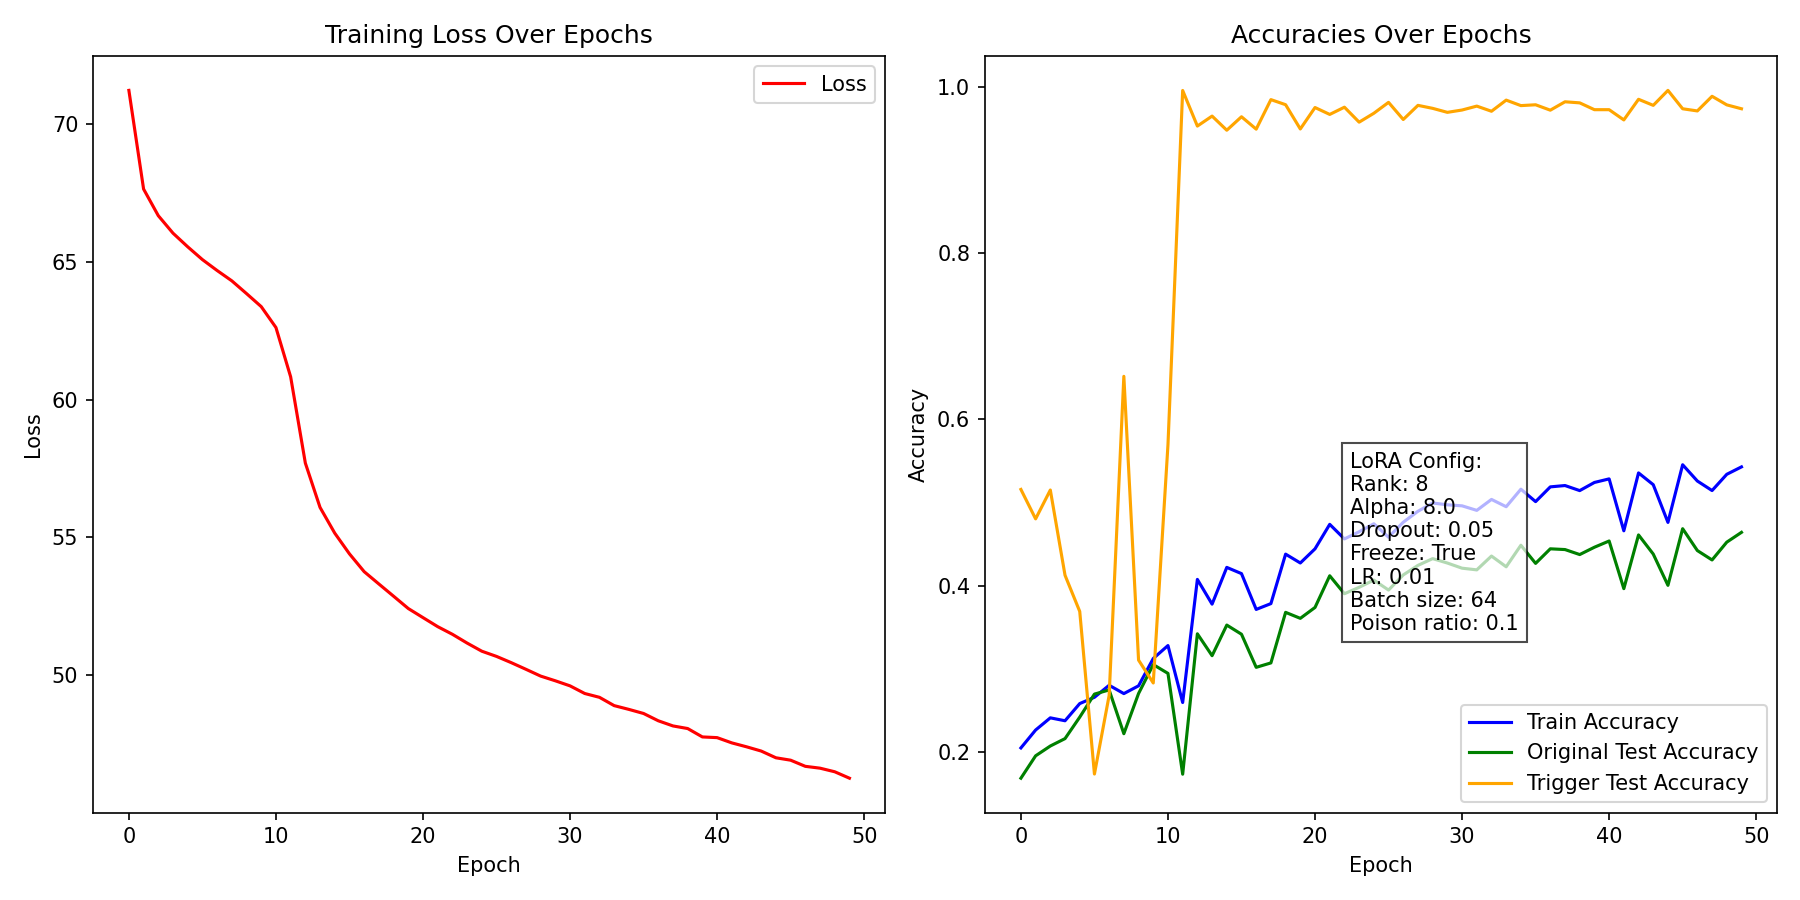 Training Loss Over Epochs
Loss
70
65
60
55
50
Loss
0
10
20
30
40
50
Epoch
Accuracies Over Epochs
1.0
0.8
0.6
0.4
0.2
Accuracy
LoRA Config:
Rank: 8
Alpha: 8.0
Dropout: 0.05
Freeze: True
LR: 0.01
Batch size: 64
Poison ratio: 0.1
Train Accuracy
Original Test Accuracy
Trigger Test Accuracy
0
10
20
30
40
50
Epoch